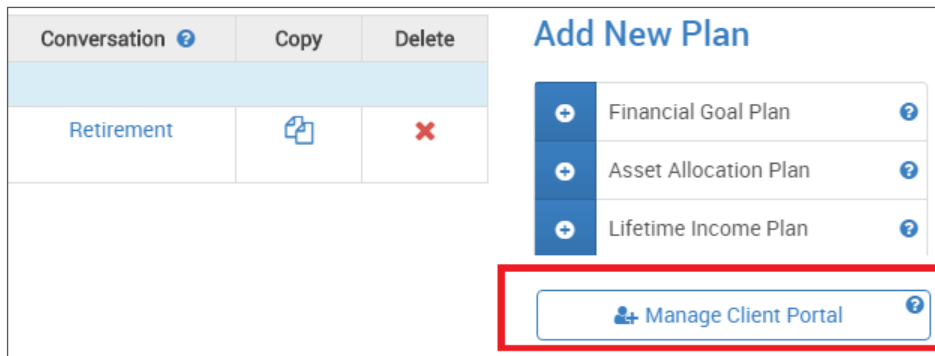 Conversation
Copy
Delete
Retirement
Add New Plan
Financial Goal Plan
Asset Allocation Plan
Lifetime Income Plan
Manage Client Portal